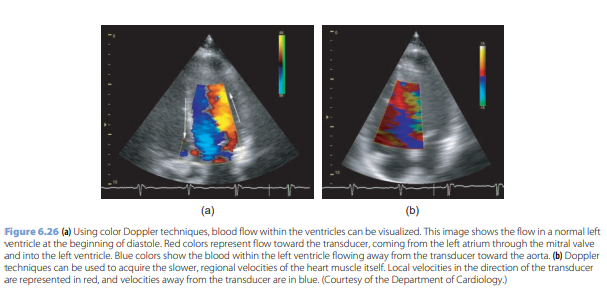 (a)
(b)
Figure 6.26 (a) Using color Doppler techniques, blood flow within the ventricles can be visualized. This image shows the flow in a normal left
ventricle at the beginning of diastole. Red colors represent flow toward the transducer, coming from the left atrium through the mitral valve
and into the left ventricle. Blue colors show the blood within the left ventricle flowing away from the transducer toward the aorta. (b) Doppler
techniques can be used to acquire the slower, regional velocities of the heart muscle itself. Local velocities in the direction of the transducer
are represented in red, and velocities away from the transducer are in blue. (Courtesy of the Department of Cardiology.)